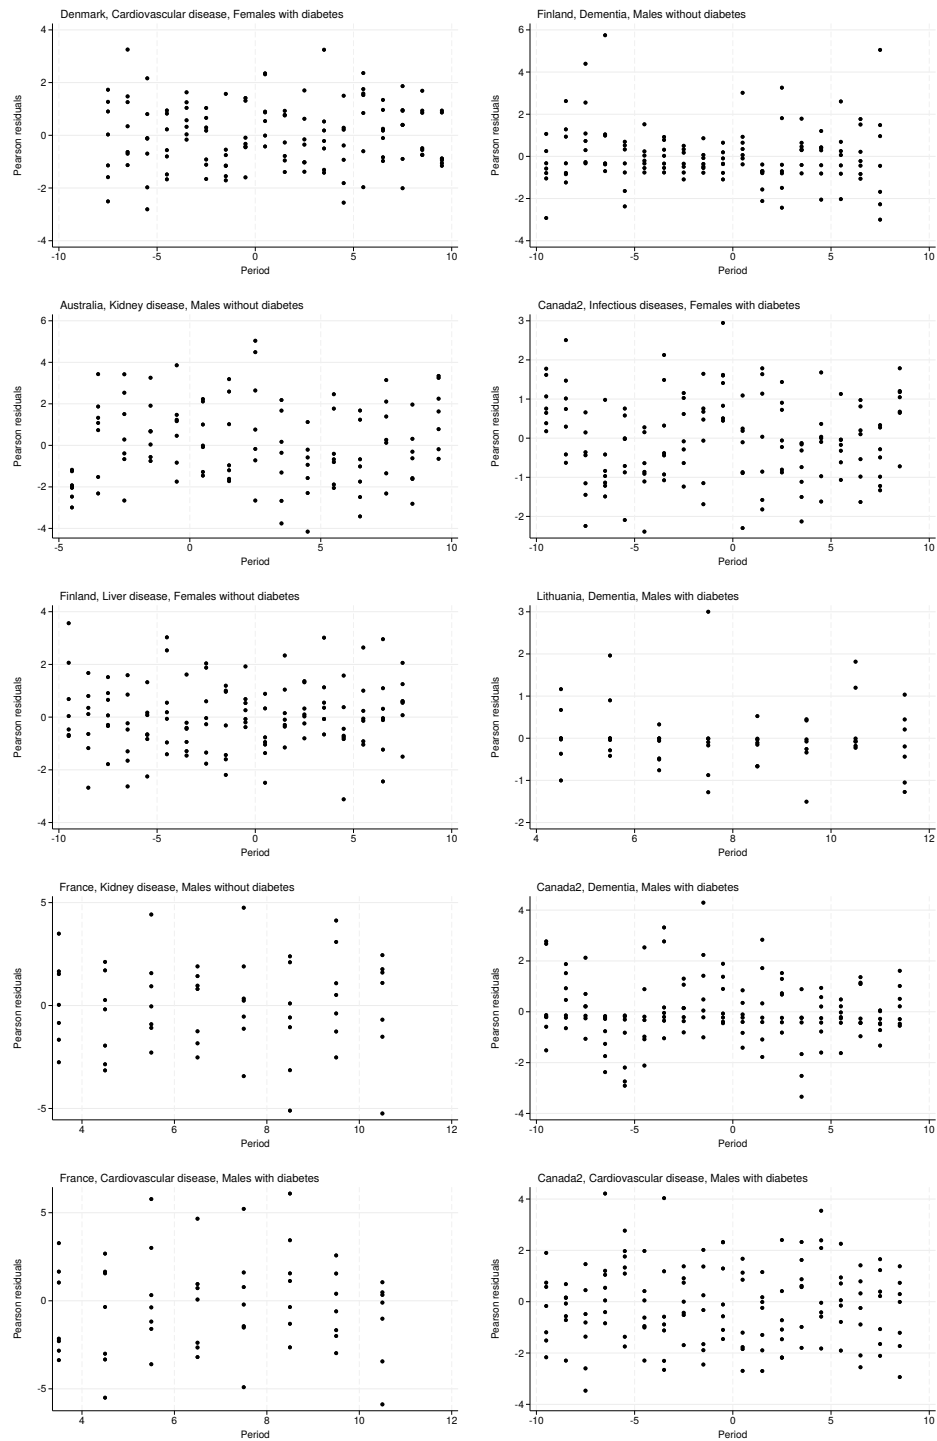 Denmark, Cardiovascular disease, Females with diabetes
Pearson residuals
4
2
0
-2
-4
-10 -5 0 5 10
Period
Finland, Dementia, Males without diabetes
Pearson residuals
6
4
2
0
-2
-4
-10 -5 0 5 10
Period
Australia, Kidney disease, Males without diabetes
Pearson residuals
6
4
2
0
-2
-4
-5 0 5 10
Period
Canada2, Infectious diseases, Females with diabetes
Pearson residuals
3
2
1
0
-1
-2
-10 -5 0 5 10
Period
Finland, Liver disease, Females without diabetes
Pearson residuals
4
2
0
-2
-4
-10 -5 0 5 10
Period
Lithuania, Dementia, Males with diabetes
Pearson residuals
3
2
1
0
-1
-2
4 6 8 10 12
Period
France, Kidney disease, Males without diabetes
Pearson residuals
5
0
-5
4 6 8 10 12
Period
Canada2, Dementia, Males with diabetes
Pearson residuals
4
2
0
-2
-4
-10 -5 0 5 10
Period
France, Cardiovascular disease, Males with diabetes
Pearson residuals
5
0
-5
4 6 8 10 12
Period
Canada2, Cardiovascular disease, Males with diabetes
Pearson residuals
4
2
0
-2
-4
-10 -5 0 5 10
Period